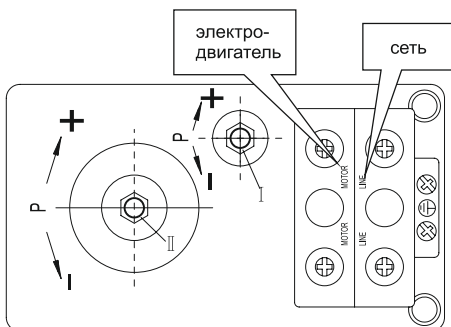 электро-
двигатель
сеть
+
P
I
+
P
I
I
II
MOTOR
LINE
MOTOR
LINE